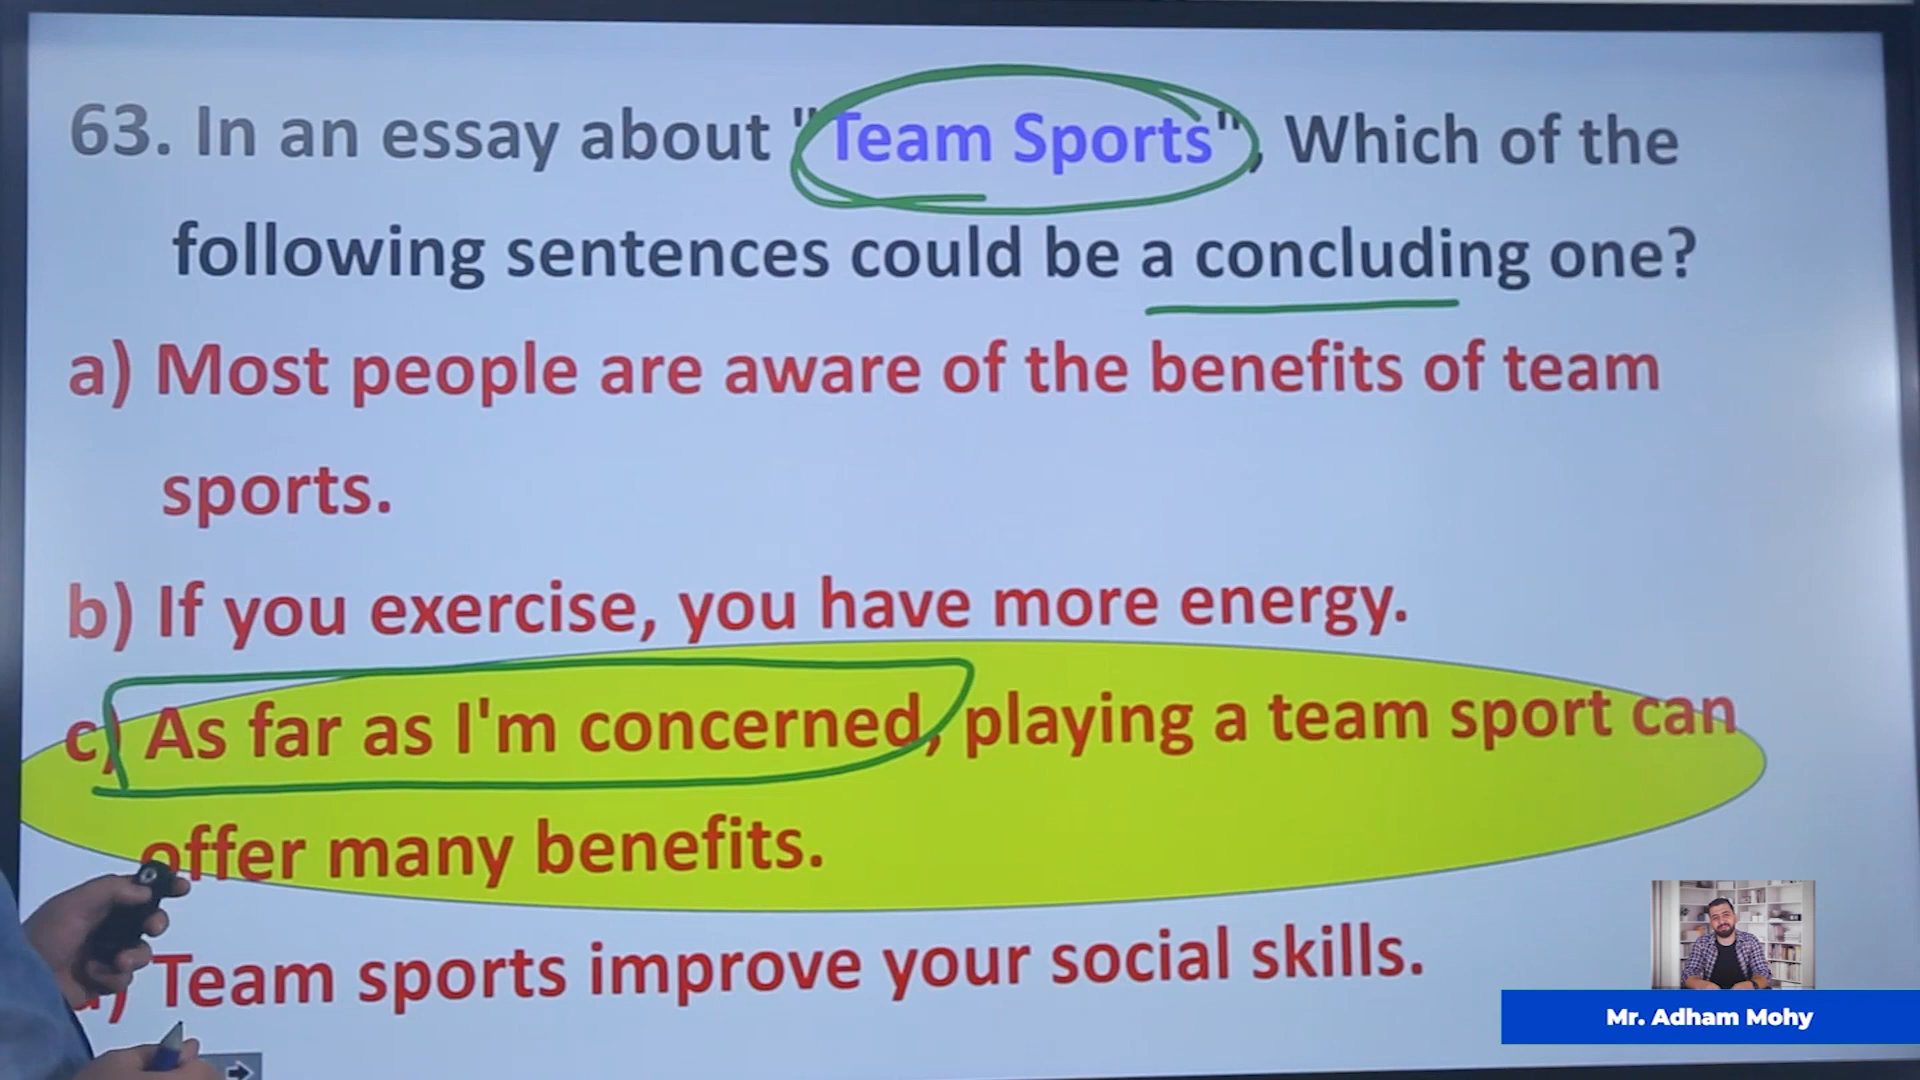 63. In an essay about "Team Sports", Which of the
following sentences could be a concluding one?
a) Most people are aware of the benefits of team
sports.
b) If you exercise, you have more energy.
c) As far as I'm concerned, playing a team sport can
offer many benefits.
d) Team sports improve your social skills.
Mr. Adham Mohy